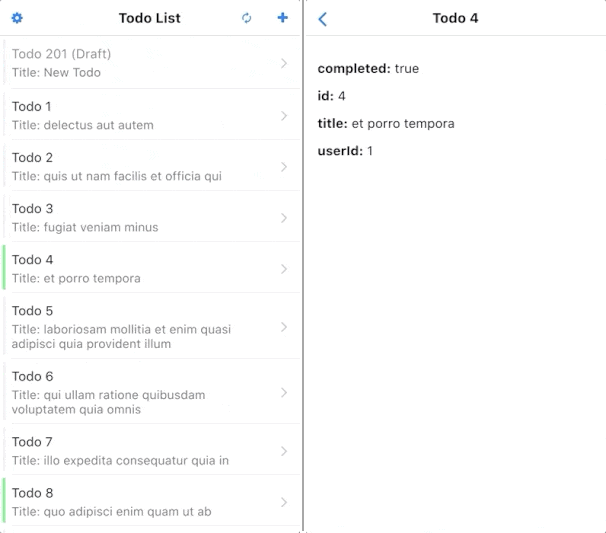 Todo List
Todo 201 (Draft)
Title: New Todo
Todo 1
Title: delectus aut autem
Todo 2
Title: quis ut nam facilis et officia qui
Todo 3
Title: fugiat veniam minus
Todo 4
Title: et porro tempora
Todo 5
Title: laboriosam mollitia et enim quasi
adipisci quia provident illum
Todo 6
Title: qui ullam ratione quibusdam
voluptatem quia omnis
Todo 7
Title: illo expedita consequatur quia in
Todo 8
Title: quo adipisci enim quam ut ab
Todo 4
completed: true
id: 4
title: et porro tempora
userId: 1